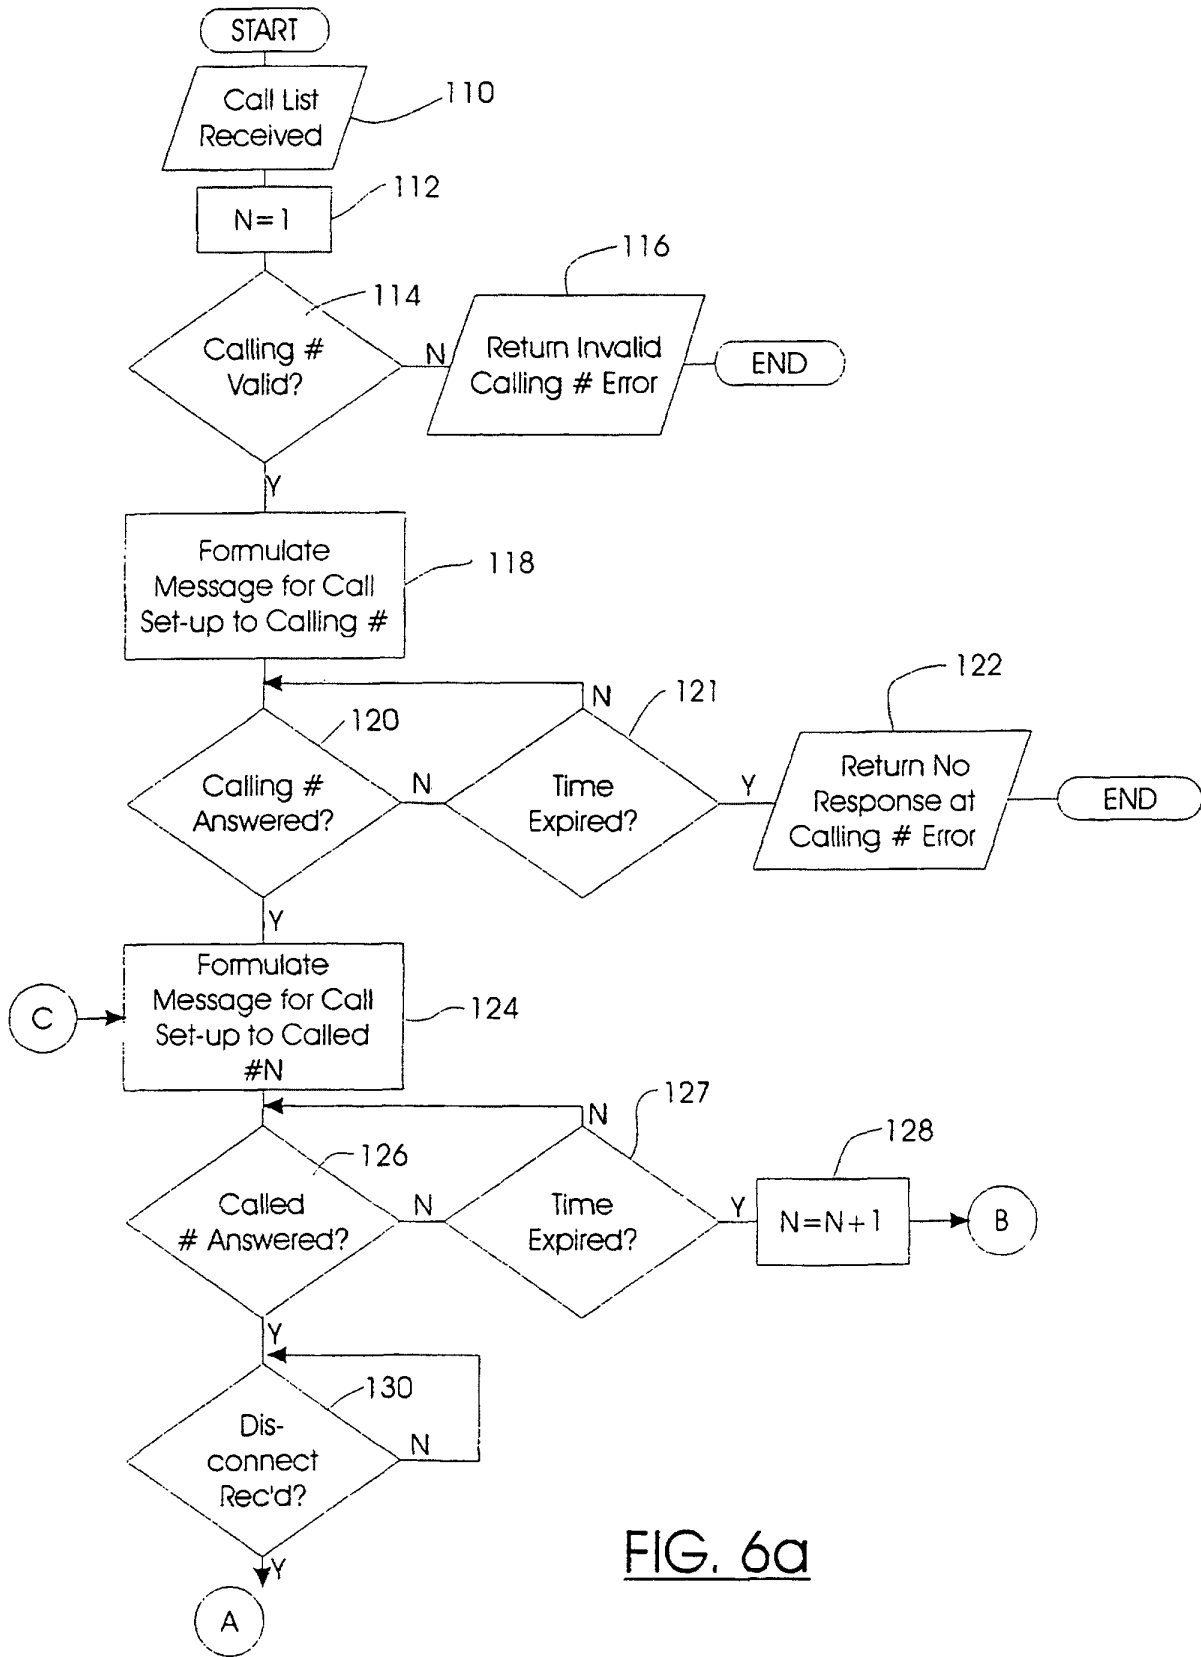 START
Call List
Received
110
N=1
112
Calling #
Valid?
114
N
Return Invalid
Calling # Error
116
END
Y
Formulate
Message for Call
Set-up to Calling #
118
Calling #
Answered?
120
N
Time
Expired?
121
N
Y
Return No
Response at
Calling # Error
122
END
Y
C
Formulate
Message for Call
Set-up to Called
#N
124
Called
# Answered?
126
N
Time
Expired?
127
N
Y
N=N+1
128
B
Y
Dis-
connect
Rec'd?
130
N
Y
A
FIG. 6a